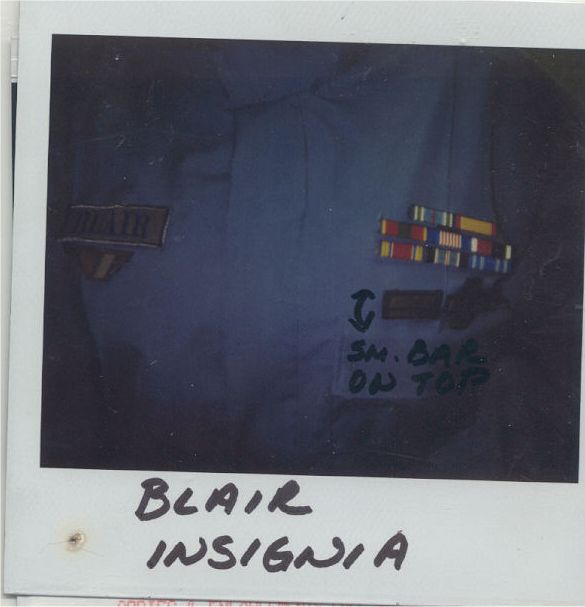 BLAIR
SM. BAR
ON TOP
BLAIR
INSIGNIA